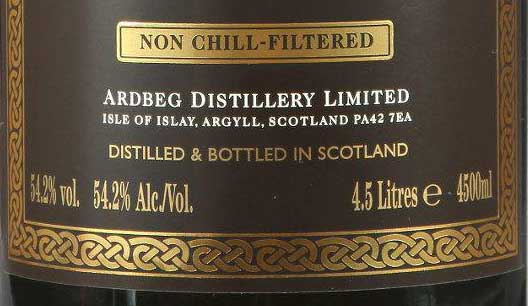 NON CHILL-FILTERED
ARDBEG DISTILLERY LIMITED
ISLE OF ISLAY, ARGYLL, SCOTLAND PA42 7EA
DISTILLED & BOTTLED IN SCOTLAND
54.2% vol. 54.2% Alc./Vol. 4.5 Litres ℮ 4500ml